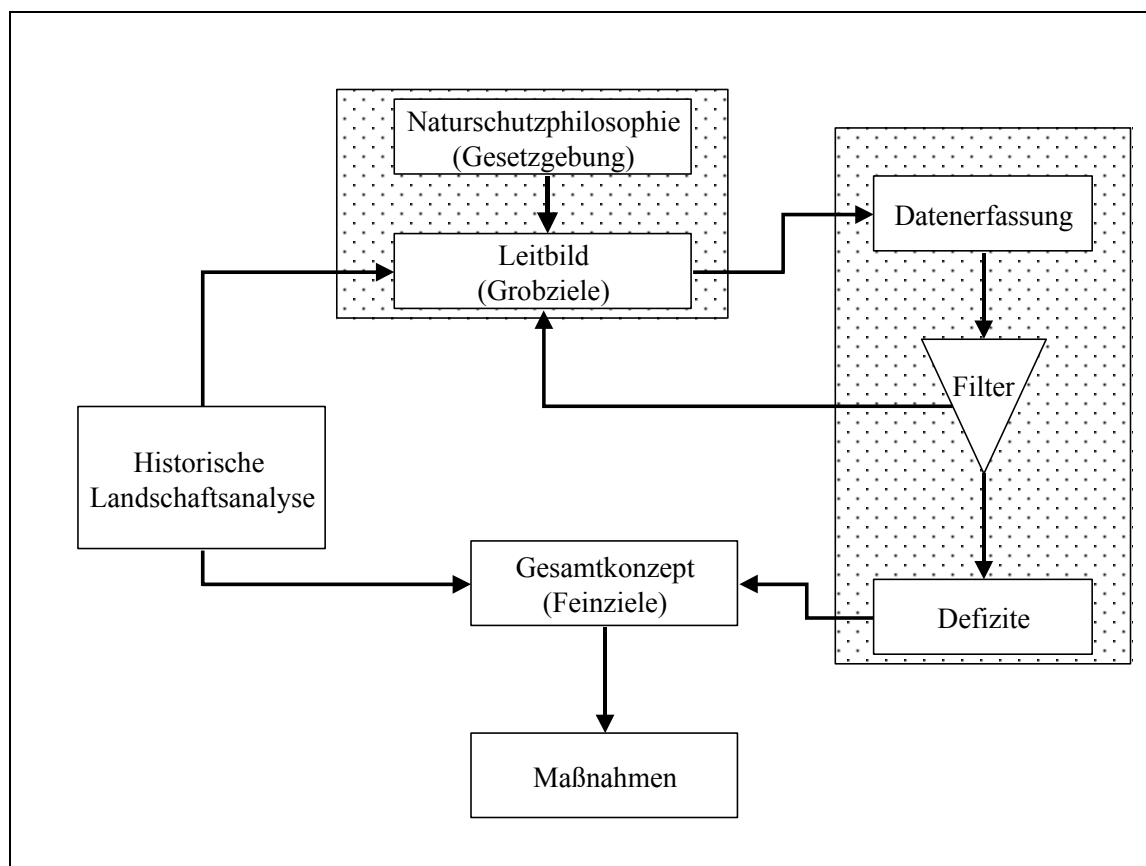 Naturschutzphilosophie
(Gesetzgebung)
Leitbild
(Grobziele)
Datenerfassung
Filter
Historische
Landschaftsanalyse
Gesamtkonzept
(Feinziele)
Defizite
Maßnahmen